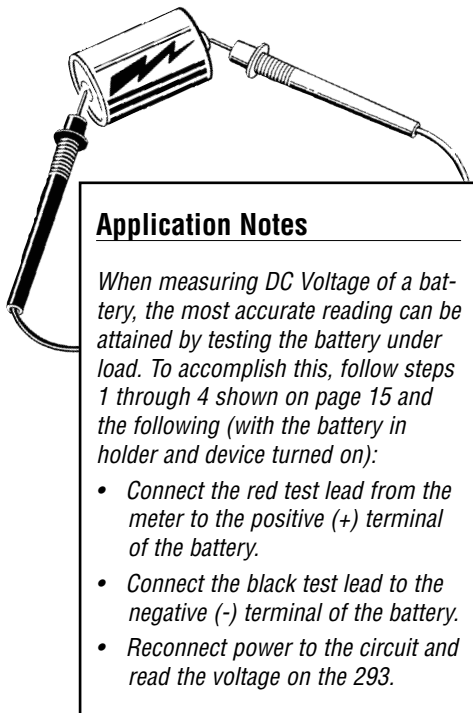 Application Notes
When measuring DC Voltage of a bat-
tery, the most accurate reading can be
attained by testing the battery under
load. To accomplish this, follow steps
1 through 4 shown on page 15 and
the following (with the battery in
holder and device turned on):
• Connect the red test lead from the
meter to the positive (+) terminal
of the battery.
• Connect the black test lead to the
negative (-) terminal of the battery.
• Reconnect power to the circuit and
read the voltage on the 293.